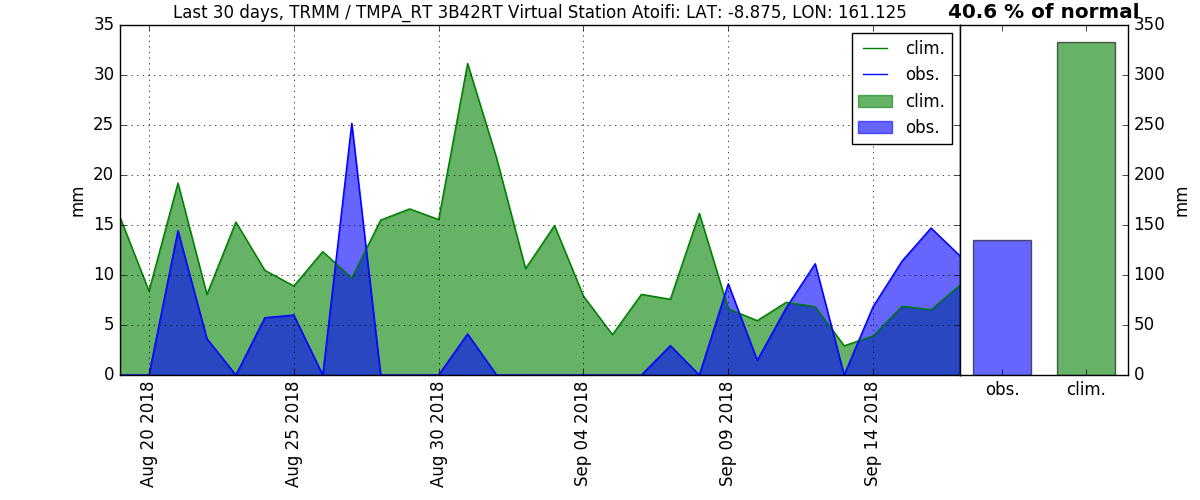 Last 30 days, TRMM / TMPA_RT 3B42RT Virtual Station Atoifi: LAT: -8.875, LON: 161.125
40.6 % of normal
35
30
25
20
15
10
5
0
mm
clim.
obs.
clim.
obs.
350
300
250
200
150
100
50
0
mm
obs.
clim.
Aug 20 2018
Aug 25 2018
Aug 30 2018
Sep 04 2018
Sep 09 2018
Sep 14 2018